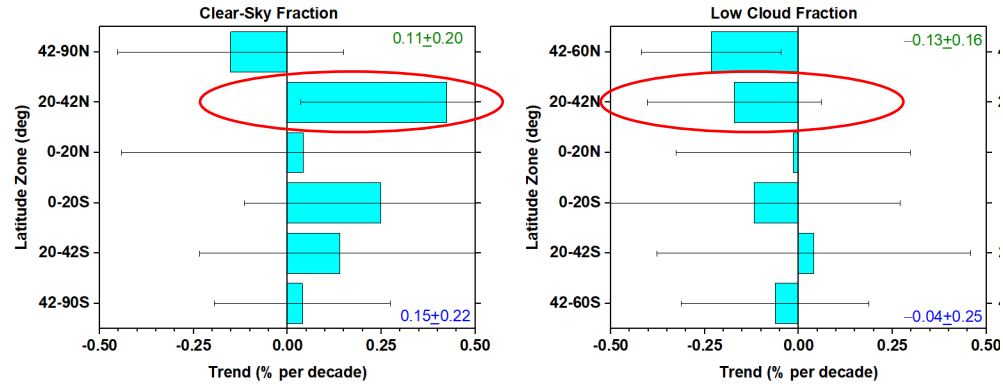 Clear-Sky Fraction
0.11±0.20
42-90N
20-42N
0-20N
0-20S
20-42S
42-90S
0.15±0.22
Latitude Zone (deg)
-0.50 -0.25 0.00 0.25 0.50
Trend (% per decade)
Low Cloud Fraction
−0.13±0.16
42-60N
20-42N
0-20N
0-20S
20-42S
42-60S
−0.04±0.25
Latitude Zone (deg)
-0.50 -0.25 0.00 0.25 0.50
Trend (% per decade)